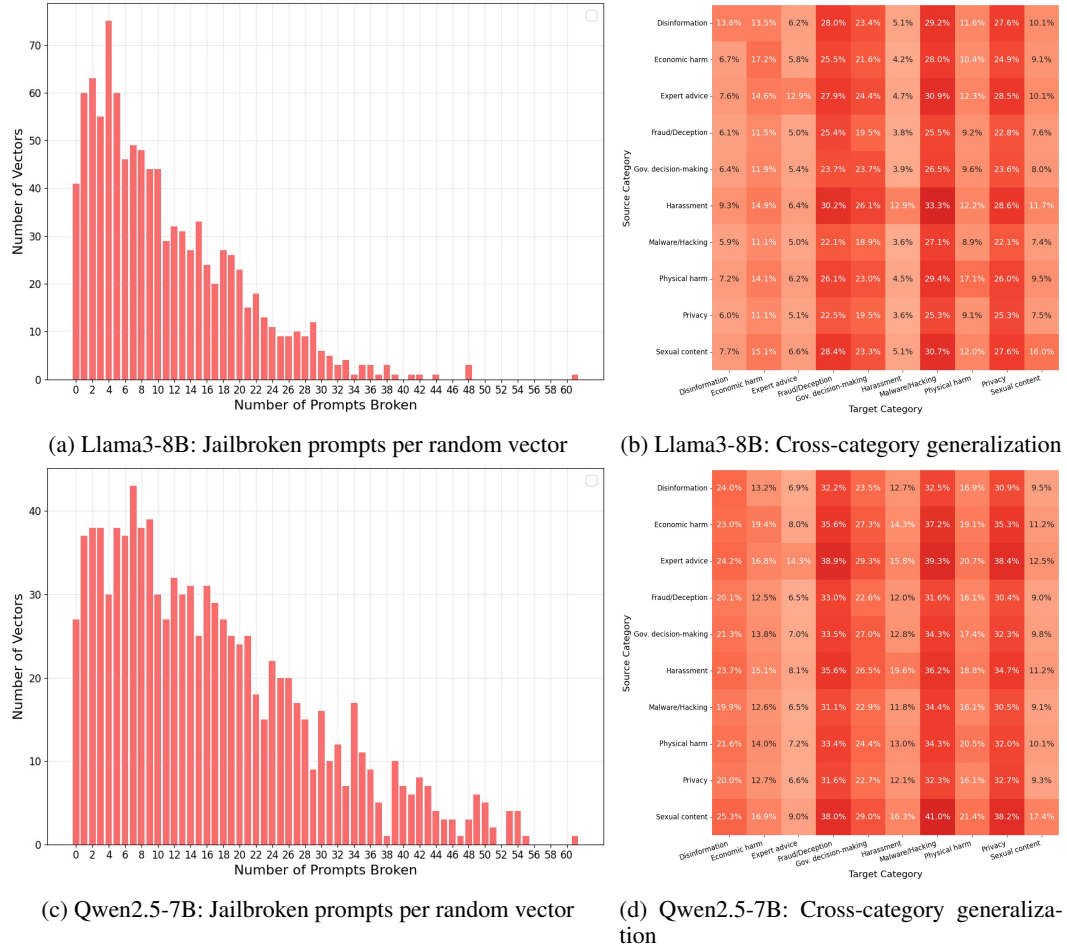 70
60
50
40
30
20
10
0
Number of Vectors
0 2 4 6 8 10 12 14 16 18 20 22 24 26 28 30 32 34 36 38 40 42 44 46 48 50 52 54 56 58 60
Number of Prompts Broken
(a) Llama3-8B: Jailbroken prompts per random vector
Source Category
Disinformation 13.6% 13.5% 6.2% 28.0% 23.4% 5.1% 29.2% 11.6% 27.6% 10.1%
Economic harm 6.7% 17.2% 5.8% 25.5% 21.6% 4.2% 28.0% 10.4% 24.9% 9.1%
Expert advice 7.6% 14.6% 12.9% 27.9% 24.4% 4.7% 30.9% 12.3% 28.5% 10.1%
Fraud/Deception 6.1% 11.5% 5.0% 25.4% 19.5% 3.8% 25.5% 9.2% 22.8% 7.6%
Gov. decision-making 6.4% 11.9% 5.4% 23.7% 23.7% 3.9% 26.5% 9.6% 23.6% 8.0%
Harassment 9.3% 14.9% 6.4% 30.2% 26.1% 12.9% 33.3% 12.2% 28.6% 11.7%
Malware/Hacking 5.9% 11.1% 5.0% 22.1% 18.9% 3.6% 27.1% 8.9% 22.1% 7.4%
Physical harm 7.2% 14.1% 6.2% 26.1% 23.0% 4.5% 29.4% 17.1% 26.0% 9.5%
Privacy 6.0% 11.1% 5.1% 22.5% 19.5% 3.6% 25.3% 9.1% 25.3% 7.5%
Sexual content 7.7% 15.1% 6.6% 28.4% 23.3% 5.1% 30.7% 12.0% 27.6% 16.0%
Disinformation Economic harm Expert advice Fraud/Deception Gov. decision-making Harassment Malware/Hacking Physical harm Privacy Sexual content
Target Category
(b) Llama3-8B: Cross-category generalization
40
30
20
10
0
Number of Vectors
0 2 4 6 8 10 12 14 16 18 20 22 24 26 28 30 32 34 36 38 40 42 44 46 48 50 52 54 56 58 60
Number of Prompts Broken
(c) Qwen2.5-7B: Jailbroken prompts per random vector
Source Category
Disinformation 24.0% 13.2% 6.9% 32.2% 23.5% 12.7% 32.5% 16.9% 30.9% 9.5%
Economic harm 23.0% 19.4% 8.0% 35.6% 27.3% 14.3% 37.2% 19.1% 35.3% 11.2%
Expert advice 24.2% 16.8% 14.3% 38.9% 29.3% 15.8% 39.3% 20.7% 38.4% 12.5%
Fraud/Deception 20.1% 12.5% 6.5% 33.0% 22.6% 12.0% 31.6% 16.1% 30.4% 9.0%
Gov. decision-making 21.3% 13.8% 7.0% 33.5% 27.0% 12.8% 34.3% 17.4% 32.3% 9.8%
Harassment 23.7% 15.1% 8.1% 35.6% 26.5% 19.6% 36.2% 18.8% 34.7% 11.2%
Malware/Hacking 19.9% 12.6% 6.5% 31.1% 22.9% 11.8% 34.4% 16.1% 30.5% 9.1%
Physical harm 21.6% 14.0% 7.2% 33.4% 24.4% 13.0% 34.3% 20.5% 32.0% 10.1%
Privacy 20.0% 12.7% 6.6% 31.6% 22.7% 12.1% 32.3% 16.1% 32.7% 9.3%
Sexual content 25.3% 16.9% 9.0% 38.0% 29.0% 16.3% 41.0% 21.4% 38.2% 17.4%
Disinformation Economic harm Expert advice Fraud/Deception Gov. decision-making Harassment Malware/Hacking Physical harm Privacy Sexual content
Target Category
(d) Qwen2.5-7B: Cross-category generaliza-
tion